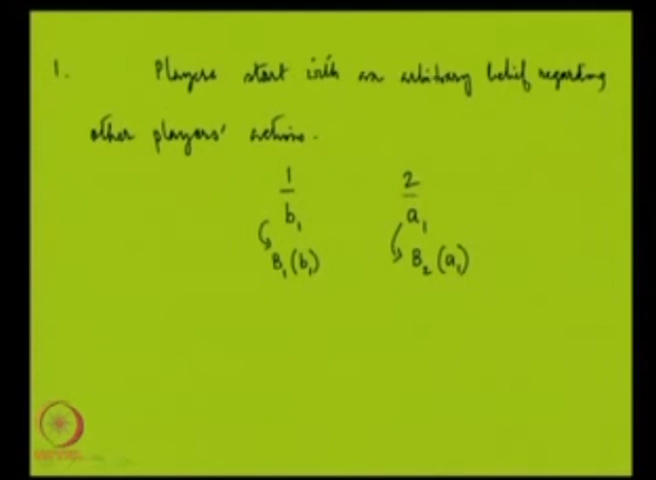 1. Players start with an arbitrary belief regarding
other players' actions.
1 2
b₁ a₁
B₁(b₁) B₂(a₁)